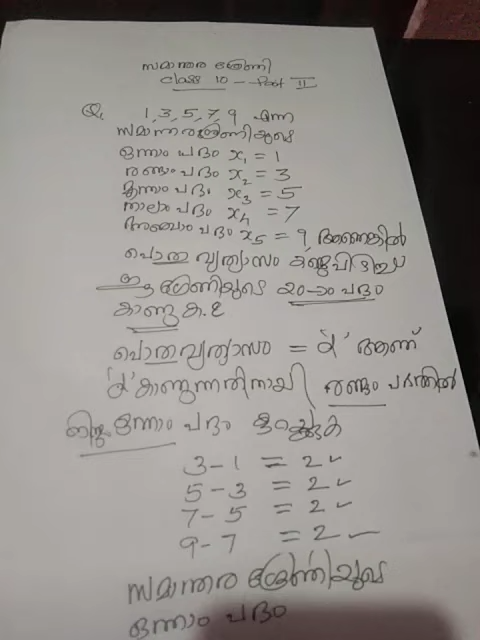 സമാന്തര ശ്രേണി
Class 10 - Part II
Q. 1, 3, 5, 7, 9 എന്ന
സമാന്തരശ്രേണിയുടെ
ഒന്നാം പദം x₁ = 1
രണ്ടാം പദം x₂ = 3
മൂന്നാം പദം x₃ = 5
നാലാം പദം x₄ = 7
അഞ്ചാം പദം x₅ = 9, ആണെങ്കിൽ
പൊതു വ്യത്യാസം കണ്ടുപിടിച്ച്
ഈ ശ്രേണിയുടെ 20-ാം പദം
കാണുക.
പൊതുവ്യത്യാസം = 'd' ആണ്
'd' കാണുന്നതിനായി രണ്ടാം പദത്തിൽ
നിന്നും ഒന്നാം പദം കുറയ്ക്കുക
3-1 = 2 ✓
5-3 = 2 ✓
7-5 = 2 ✓
9-7 = 2 ✓
സമാന്തര ശ്രേണിയുടെ
ഒന്നാം പദം